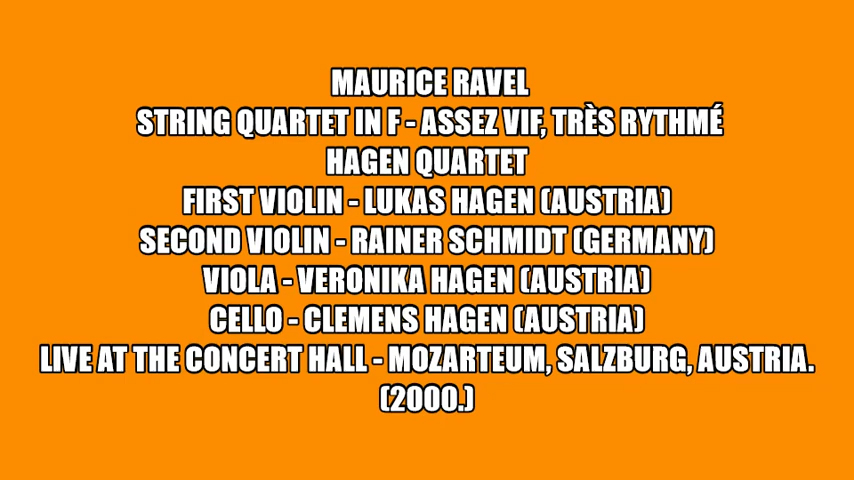 MAURICE RAVEL
STRING QUARTET IN F - ASSEZ VIF, TRÈS RYTHMÉ
HAGEN QUARTET
FIRST VIOLIN - LUKAS HAGEN (AUSTRIA)
SECOND VIOLIN - RAINER SCHMIDT (GERMANY)
VIOLA - VERONIKA HAGEN (AUSTRIA)
CELLO - CLEMENS HAGEN (AUSTRIA)
LIVE AT THE CONCERT HALL - MOZARTEUM, SALZBURG, AUSTRIA.
(2000.)